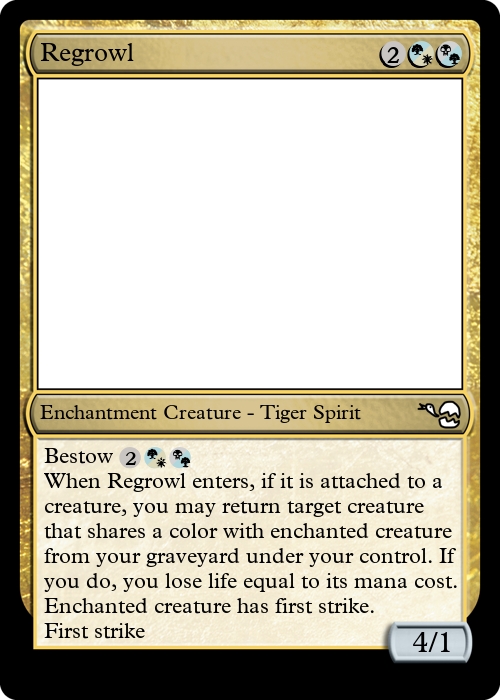 Regrowl 2
Enchantment Creature - Tiger Spirit
Bestow 2
When Regrowl enters, if it is attached to a
creature, you may return target creature
that shares a color with enchanted creature
from your graveyard under your control. If
you do, you lose life equal to its mana cost.
Enchanted creature has first strike.
First strike
4/1